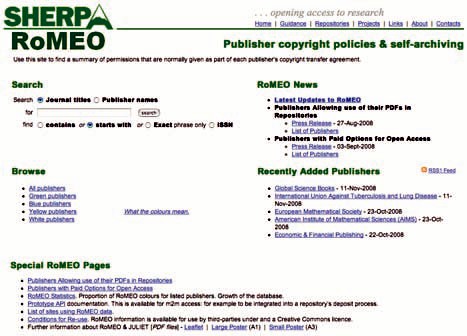 SHERPA
RoMEO
. . . opening access to research
Home | Guidance | Repositories | Projects | Links | About | Contacts
Publisher copyright policies & self-archiving
Use this site to find a summary of permissions that are normally given as part of each publisher's copyright transfer agreement.
Search
Search Journal titles Publisher names
for search
find contains or starts with or Exact phrase only ISSN
RoMEO News
Latest Updates to RoMEO
Publishers Allowing use of their PDFs in
Repositories
Press Release - 27-Aug-2008
List of Publishers
Publishers with Paid Options for Open Access
Press Release - 03-Sept-2008
List of Publishers
Browse
All publishers
Green publishers
Blue publishers
Yellow publishers What the colours mean.
White publishers
Recently Added Publishers RSS1 Feed
Global Science Books - 11-Nov-2008
International Union Against Tuberculosis and Lung Disease - 11-
Nov-2008
European Mathematical Society - 23-Oct-2008
American Institute of Mathematical Sciences (AIMS) - 23-Oct-
2008
Economic & Financial Publishing - 22-Oct-2008
Special RoMEO Pages
Publishers Allowing use of their PDFs in Repositories
Publishers with Paid Options for Open Access
RoMEO Statistics. Proportion of RoMEO colours for listed publishers. Growth of the database.
Prototype API documentation. This is available for m2m access: for example to be integrated into a repository's deposit process.
List of sites using RoMEO data.
Conditions for Re-use. RoMEO information is available for use by third-parties under and a Creative Commons licence.
Further information about RoMEO & JULIET (PDF files) - Leaflet | Large Poster (A1) | Small Poster (A3)